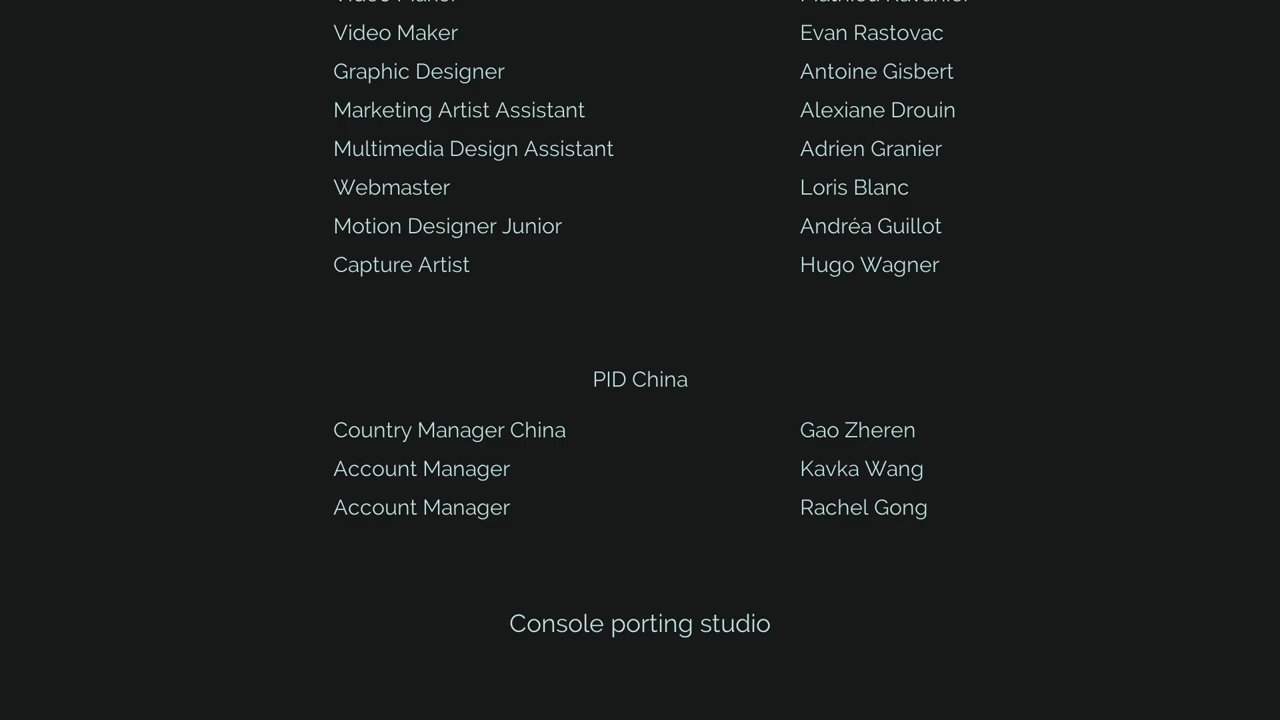 Video Maker
Video Maker Evan Rastovac
Graphic Designer Antoine Gisbert
Marketing Artist Assistant Alexiane Drouin
Multimedia Design Assistant Adrien Granier
Webmaster Loris Blanc
Motion Designer Junior Andréa Guillot
Capture Artist Hugo Wagner
PID China
Country Manager China Gao Zheren
Account Manager Kavka Wang
Account Manager Rachel Gong
Console porting studio